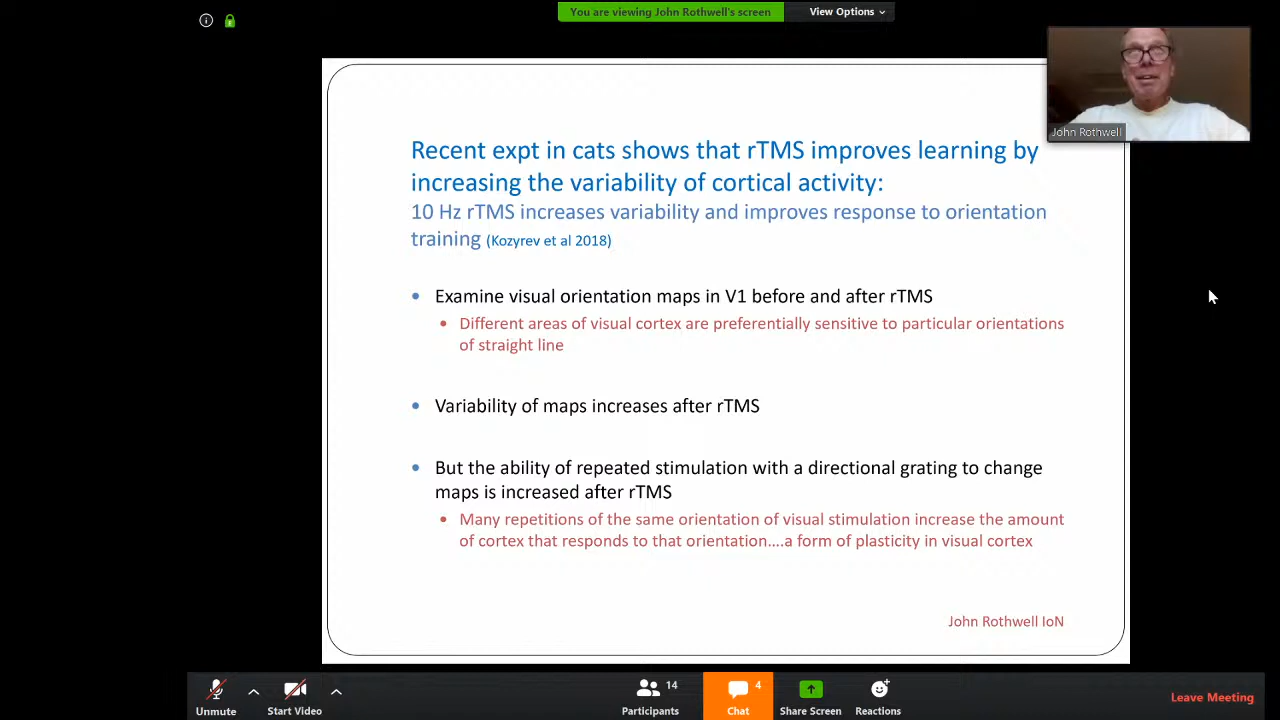 You are viewing John Rothwell's screen
View Options
John Rothwell
Recent expt in cats shows that rTMS improves learning by
increasing the variability of cortical activity:
10 Hz rTMS increases variability and improves response to orientation
training (Kozyrev et al 2018)
• Examine visual orientation maps in V1 before and after rTMS
• Different areas of visual cortex are preferentially sensitive to particular orientations
of straight line
• Variability of maps increases after rTMS
• But the ability of repeated stimulation with a directional grating to change
maps is increased after rTMS
• Many repetitions of the same orientation of visual stimulation increase the amount
of cortex that responds to that orientation....a form of plasticity in visual cortex
John Rothwell IoN
14
4
Unmute
Start Video
Participants
Chat
Share Screen
Reactions
Leave Meeting